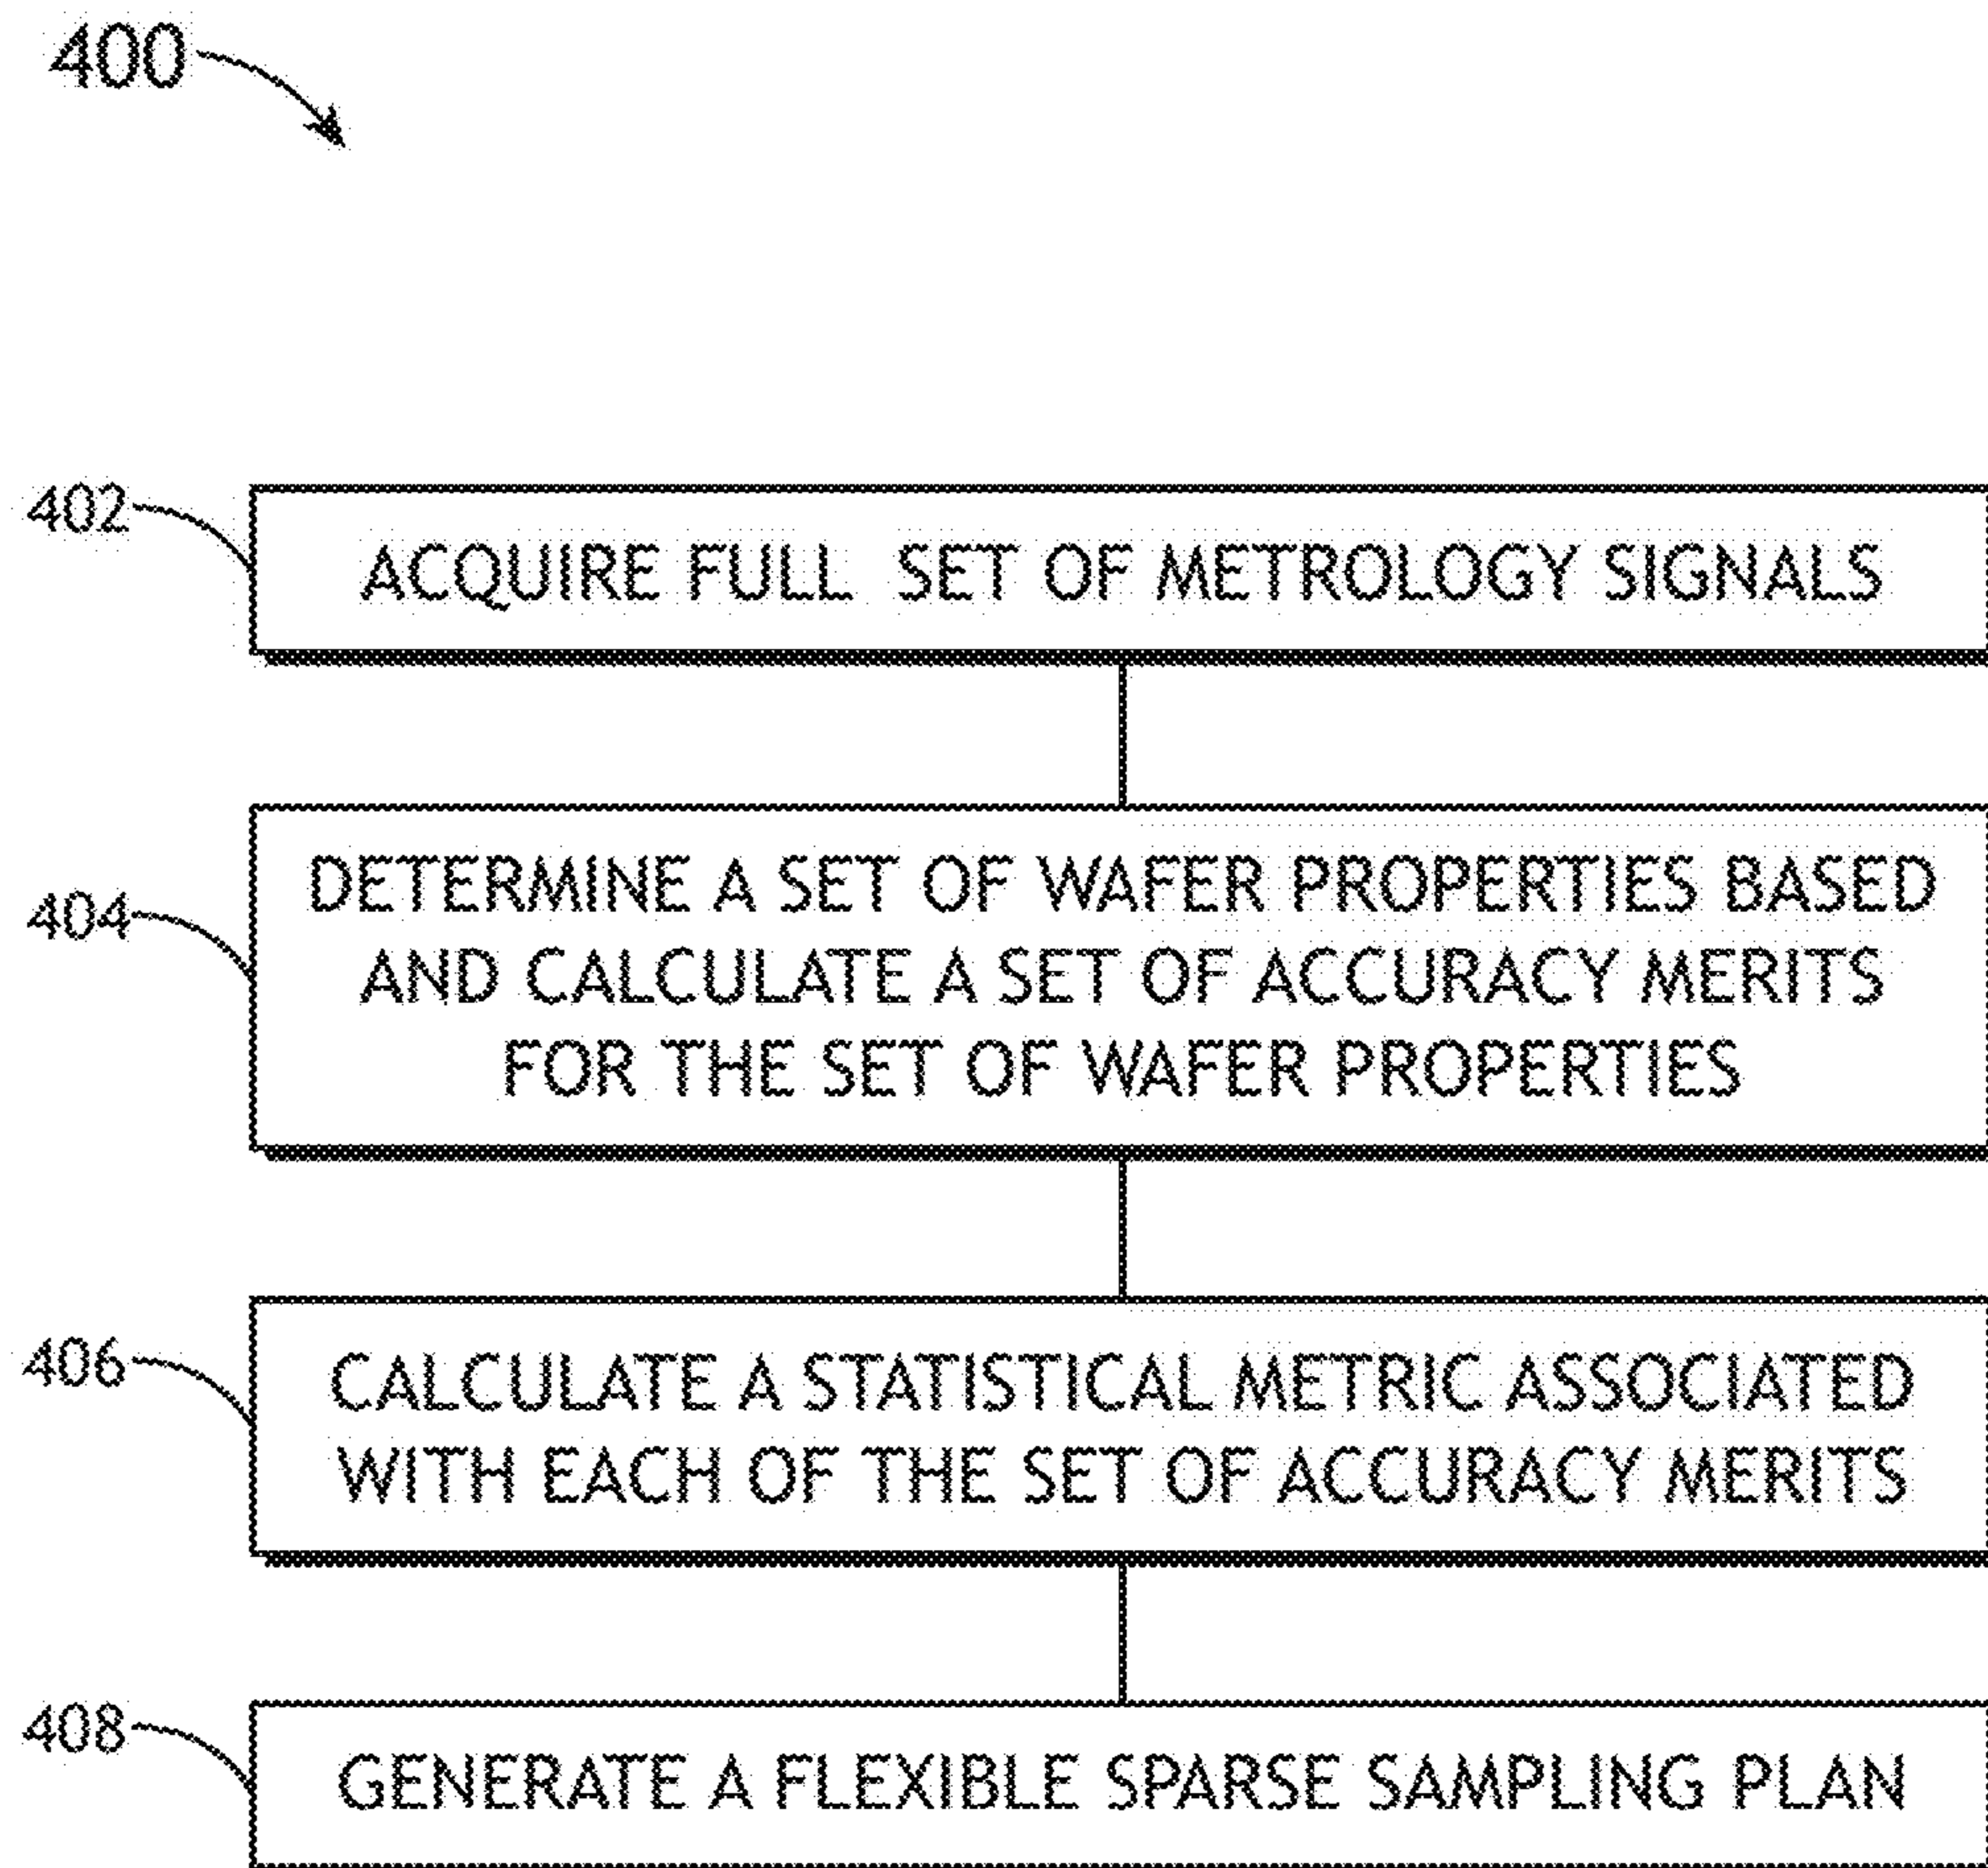 400
402
ACQUIRE FULL SET OF METROLOGY SIGNALS
404
DETERMINE A SET OF WAFER PROPERTIES BASED
AND CALCULATE A SET OF ACCURACY MERITS
FOR THE SET OF WAFER PROPERTIES
406
CALCULATE A STATISTICAL METRIC ASSOCIATED
WITH EACH OF THE SET OF ACCURACY MERITS
408
GENERATE A FLEXIBLE SPARSE SAMPLING PLAN